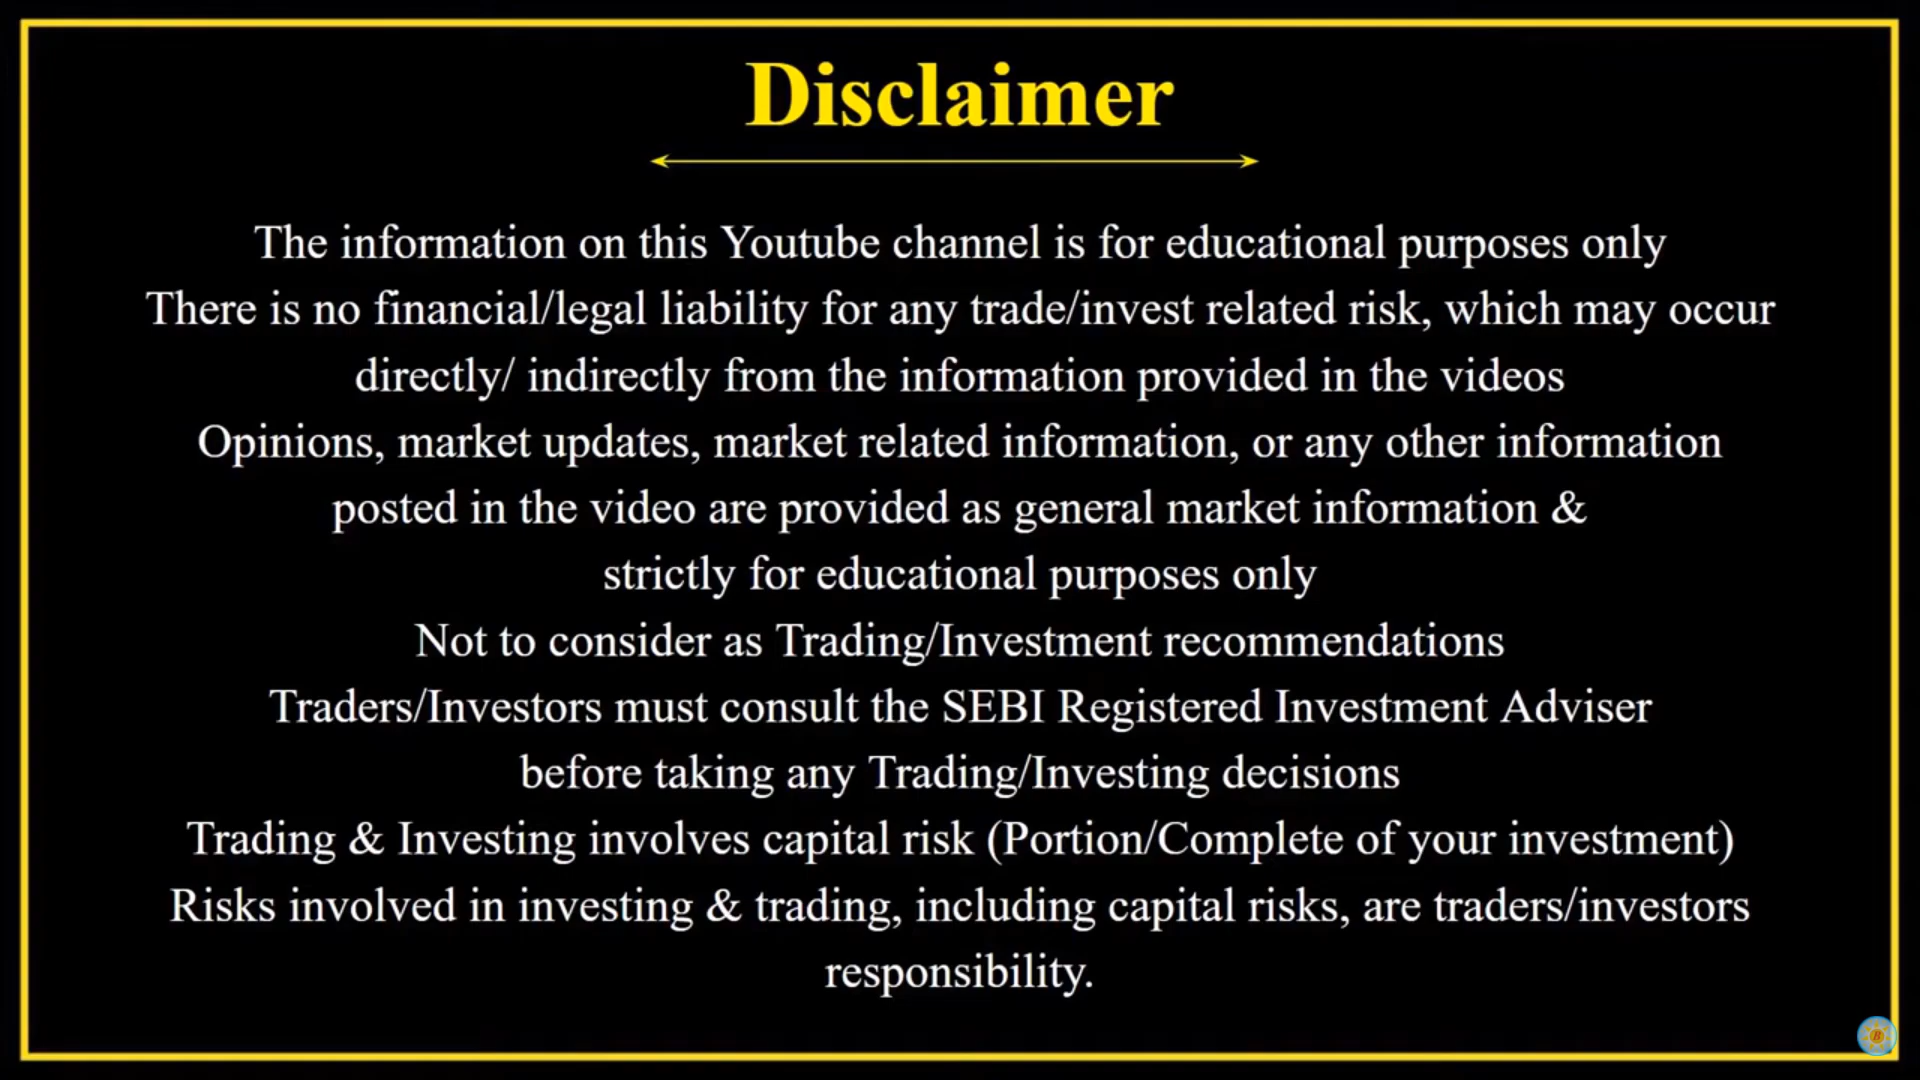 Disclaimer
The information on this Youtube channel is for educational purposes only
There is no financial/legal liability for any trade/invest related risk, which may occur
directly/ indirectly from the information provided in the videos
Opinions, market updates, market related information, or any other information
posted in the video are provided as general market information &
strictly for educational purposes only
Not to consider as Trading/Investment recommendations
Traders/Investors must consult the SEBI Registered Investment Adviser
before taking any Trading/Investing decisions
Trading & Investing involves capital risk (Portion/Complete of your investment)
Risks involved in investing & trading, including capital risks, are traders/investors
responsibility.